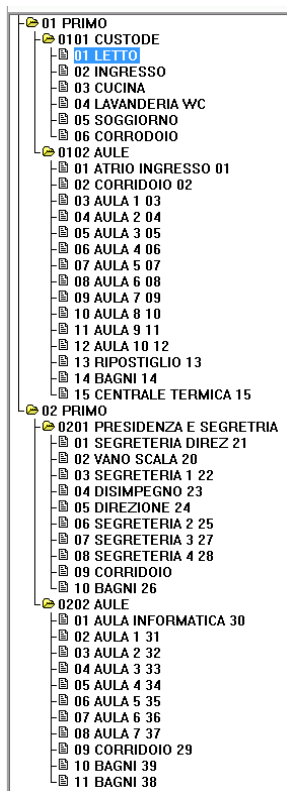 01 PRIMO
0101 CUSTODE
01 LETTO
02 INGRESSO
03 CUCINA
04 LAVANDERIA WC
05 SOGGIORNO
06 CORRODOIO
0102 AULE
01 ATRIO INGRESSO 01
02 CORRIDOIO 02
03 AULA 1 03
04 AULA 2 04
05 AULA 3 05
06 AULA 4 06
07 AULA 5 07
08 AULA 6 08
09 AULA 7 09
10 AULA 8 10
11 AULA 9 11
12 AULA 10 12
13 RIPOSTIGLIO 13
14 BAGNI 14
15 CENTRALE TERMICA 15
02 PRIMO
0201 PRESIDENZA E SEGRETRIA
01 SEGRETERIA DIREZ 21
02 VANO SCALA 20
03 SEGRETERIA 1 22
04 DISIMPEGNO 23
05 DIREZIONE 24
06 SEGRETERIA 2 25
07 SEGRETERIA 3 27
08 SEGRETERIA 4 28
09 CORRIDOIO
10 BAGNI 26
0202 AULE
01 AULA INFORMATICA 30
02 AULA 1 31
03 AULA 2 32
04 AULA 3 33
05 AULA 4 34
06 AULA 5 35
07 AULA 6 36
08 AULA 7 37
09 CORRIDOIO 29
10 BAGNI 39
11 BAGNI 38